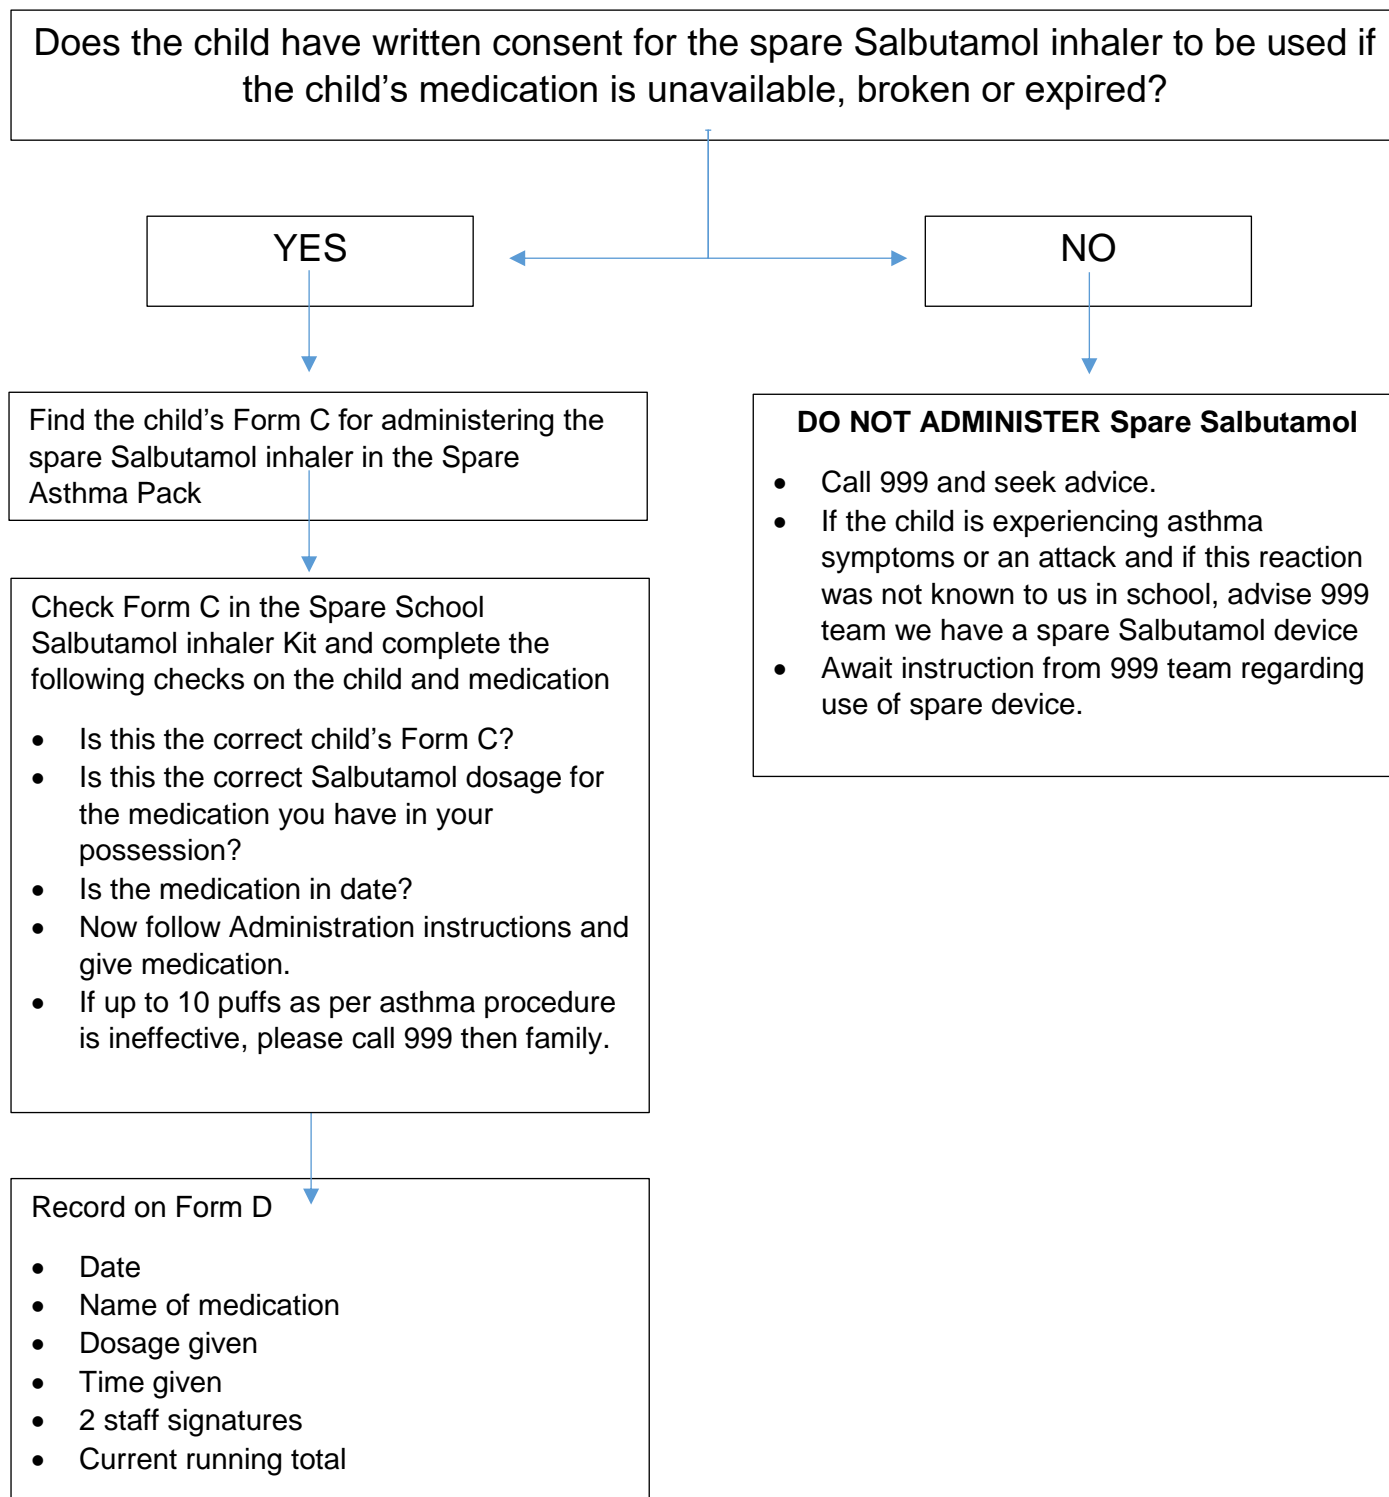 Does the child have written consent for the spare Salbutamol inhaler to be used if
the child's medication is unavailable, broken or expired?
YES
NO
Find the child's Form C for administering the
spare Salbutamol inhaler in the Spare
Asthma Pack
Check Form C in the Spare School
Salbutamol inhaler Kit and complete the
following checks on the child and medication
• Is this the correct child's Form C?
• Is this the correct Salbutamol dosage for
the medication you have in your
possession?
• Is the medication in date?
• Now follow Administration instructions and
give medication.
• If up to 10 puffs as per asthma procedure
is ineffective, please call 999 then family.
Record on Form D
• Date
• Name of medication
• Dosage given
• Time given
• 2 staff signatures
• Current running total
DO NOT ADMINISTER Spare Salbutamol
• Call 999 and seek advice.
• If the child is experiencing asthma
symptoms or an attack and if this reaction
was not known to us in school, advise 999
team we have a spare Salbutamol device
• Await instruction from 999 team regarding
use of spare device.